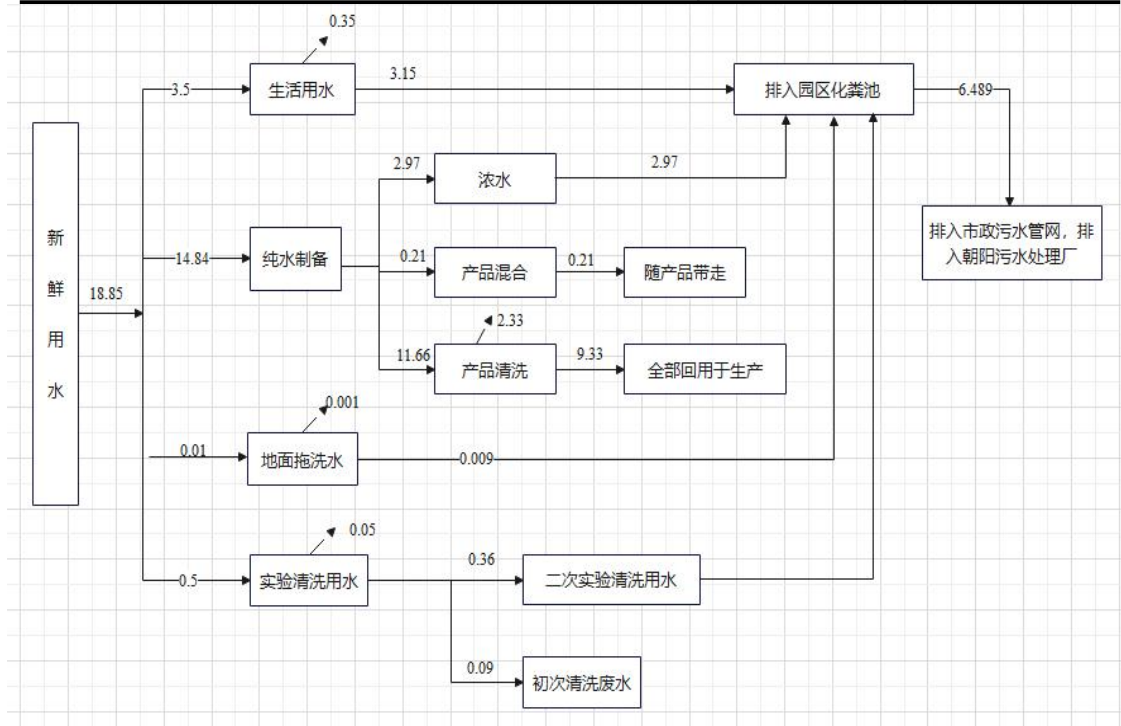 0.35
3.5
生活用水
3.15
排入园区化粪池
6.489
2.97
浓水
2.97
排入市政污水管网，排
入朝阳污水处理厂
新
鲜
用
水
18.85
14.84
纯水制备
0.21
产品混合
0.21
随产品带走
2.33
11.66
产品清洗
9.33
全部回用于生产
0.001
0.01
地面拖洗水
0.009
0.05
0.5
实验清洗用水
0.36
二次实验清洗用水
0.09
初次清洗废水